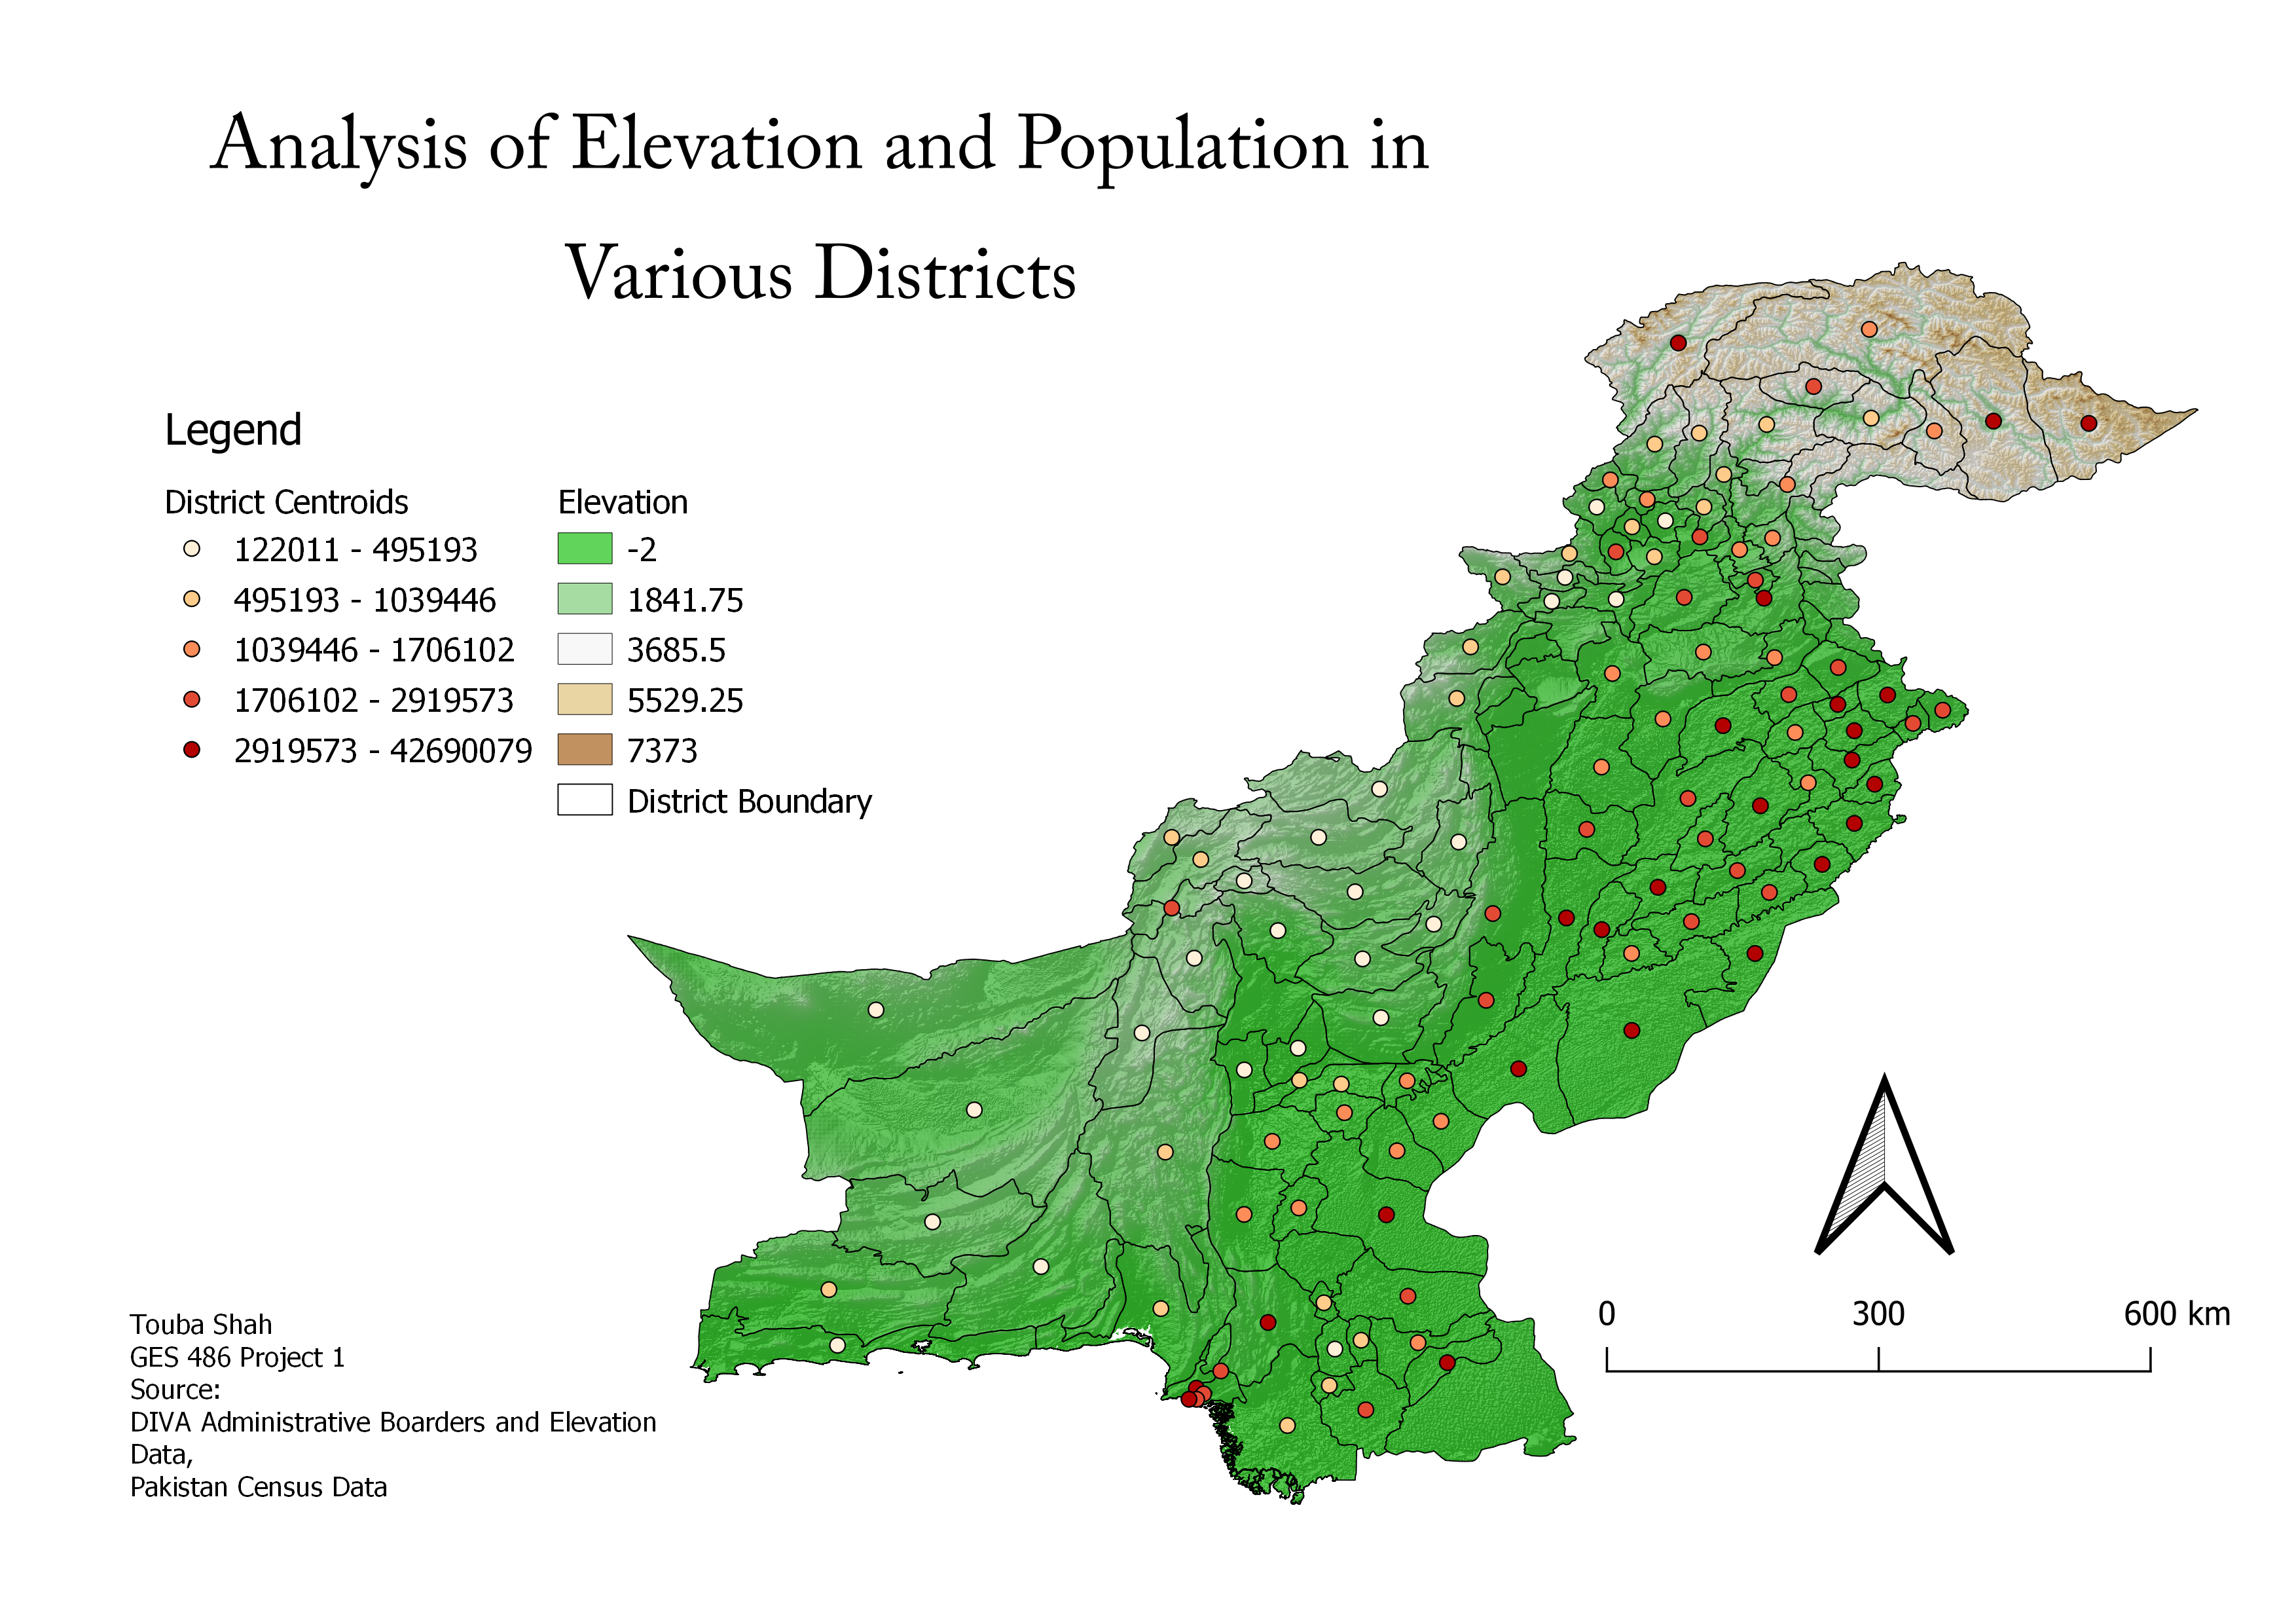 Analysis of Elevation and Population in
Various Districts
Legend
District Centroids
122011 - 495193
495193 - 1039446
1039446 - 1706102
1706102 - 2919573
2919573 - 42690079
Elevation
-2
1841.75
3685.5
5529.25
7373
District Boundary
0 300 600 km
Touba Shah
GES 486 Project 1
Source:
DIVA Administrative Boarders and Elevation
Data,
Pakistan Census Data